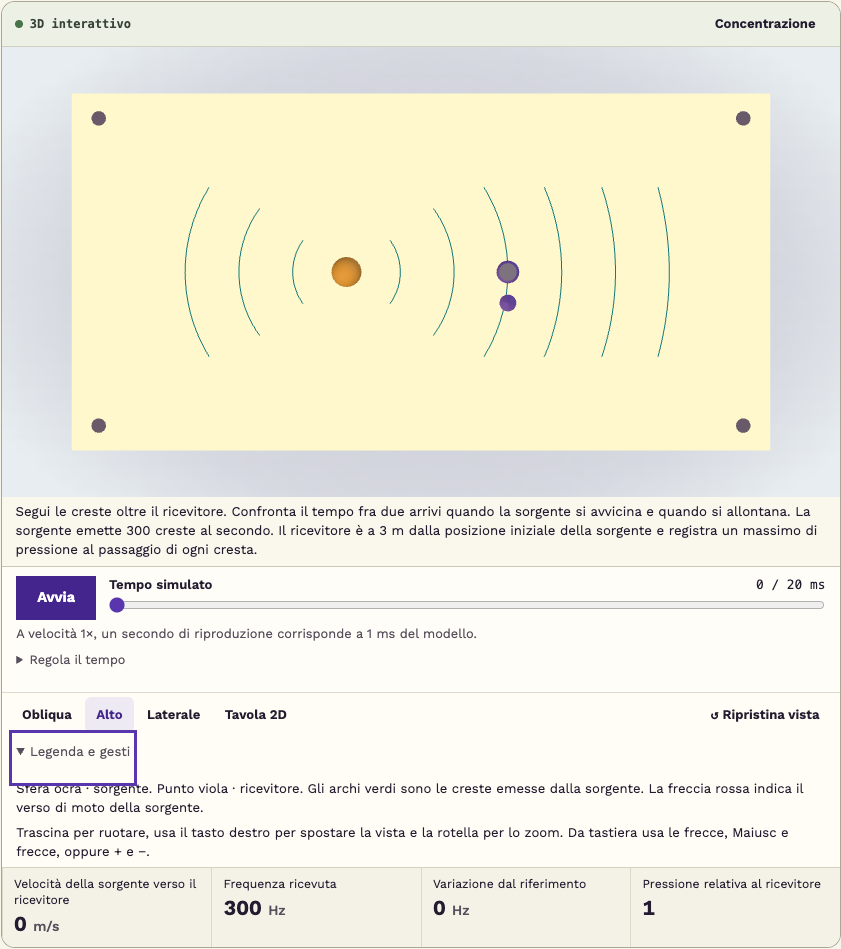 3D interattivo
Concentrazione
Segui le creste oltre il ricevitore. Confronta il tempo fra due arrivi quando la sorgente si avvicina e quando si allontana. La
sorgente emette 300 creste al secondo. Il ricevitore è a 3 m dalla posizione iniziale della sorgente e registra un massimo di
pressione al passaggio di ogni cresta.
Avvia
Tempo simulato
0 / 20 ms
A velocità 1×, un secondo di riproduzione corrisponde a 1 ms del modello.
▶ Regola il tempo
Obliqua Alto Laterale Tavola 2D
↺ Ripristina vista
▼ Legenda e gesti
Sfera ocra · sorgente. Punto viola · ricevitore. Gli archi verdi sono le creste emesse dalla sorgente. La freccia rossa indica il
verso di moto della sorgente.
Trascina per ruotare, usa il tasto destro per spostare la vista e la rotella per lo zoom. Da tastiera usa le frecce, Maiusc e
frecce, oppure + e −.
Velocità della sorgente verso il
ricevitore
0 m/s
Frequenza ricevuta
300 Hz
Variazione dal riferimento
0 Hz
Pressione relativa al ricevitore
1